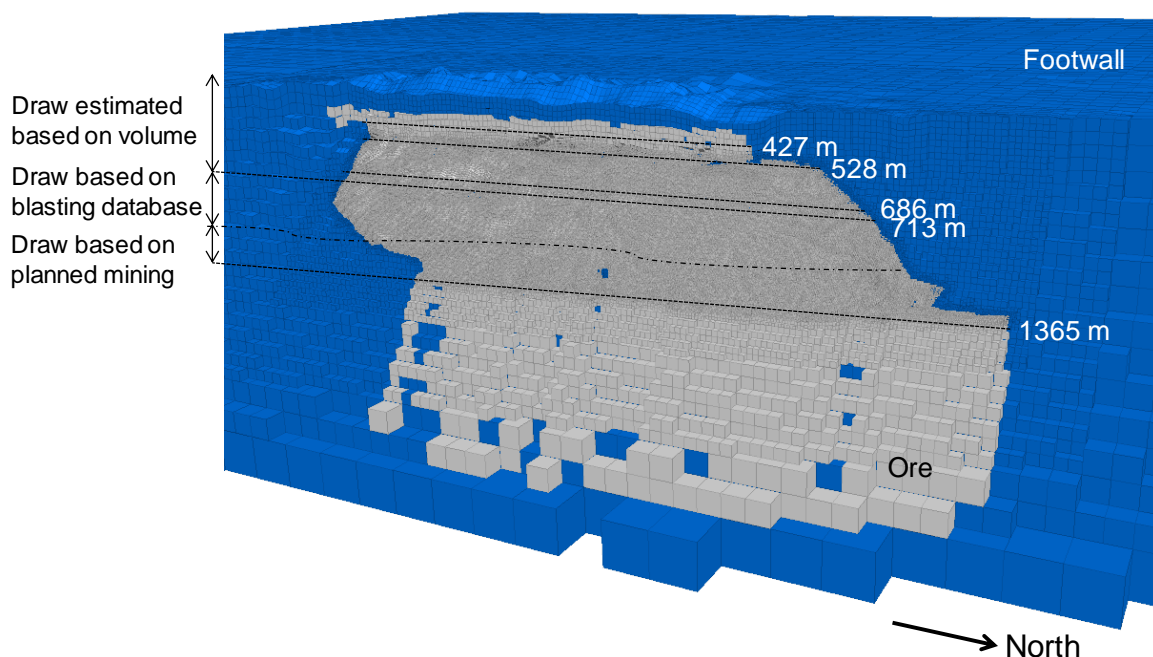 Footwall
Draw estimated
based on volume
Draw based on
blasting database
Draw based on
planned mining
427 m
528 m
686 m
713 m
1365 m
Ore
North